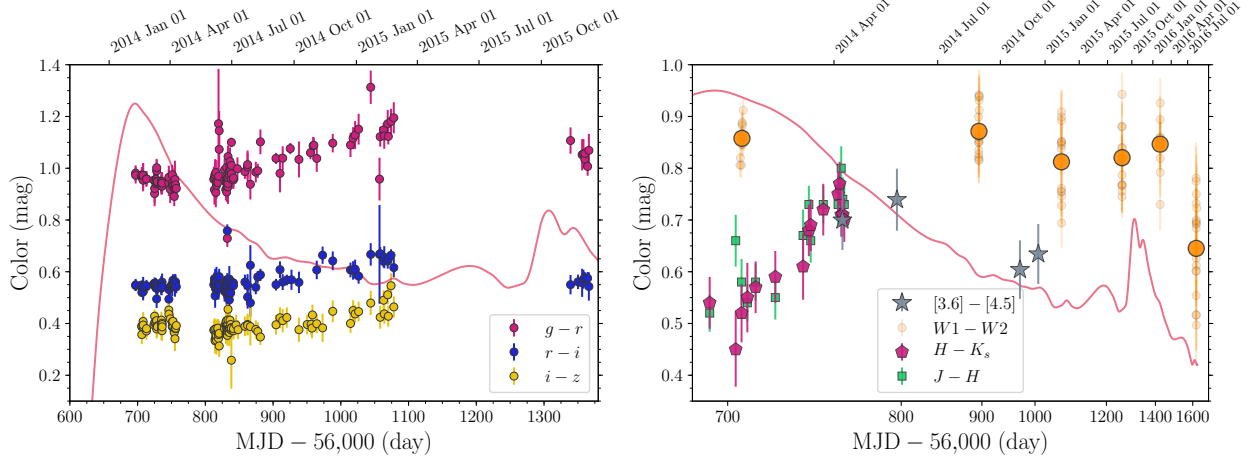 2014 Jan 01
2014 Apr 01
2014 Jul 01
2014 Oct 01
2015 Jan 01
2015 Apr 01
2015 Jul 01
2015 Oct 01
1.4
1.2
1.0
0.8
0.6
0.4
0.2
Color (mag)
600 700 800 900 1000 1100 1200 1300
MJD − 56,000 (day)
g − r
r − i
i − z
2014 Apr 01
2014 Jul 01
2014 Oct 01
2015 Jan 01
2015 Apr 01
2015 Jul 01
2015 Oct 01
2016 Jan 01
2016 Apr 01
2016 Jul 01
1.0
0.9
0.8
0.7
0.6
0.5
0.4
Color (mag)
700 800 900 1000 1200 1400 1600
MJD − 56,000 (day)
[3.6] − [4.5]
W1 − W2
H − Ks
J − H